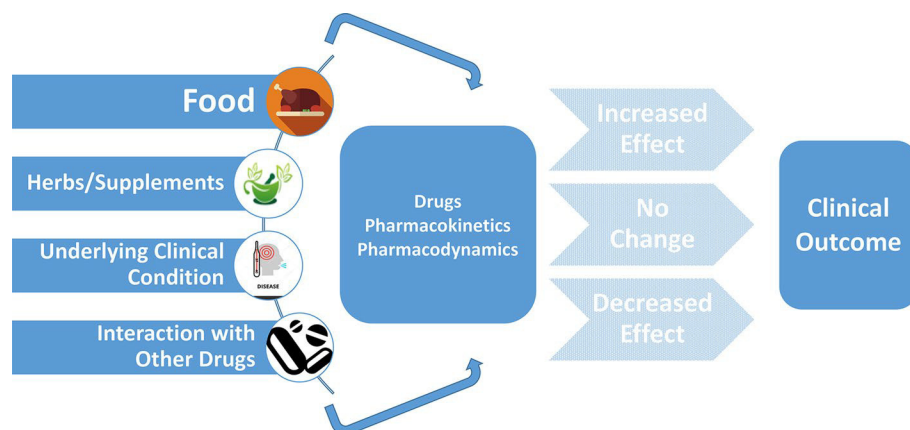 Food
Herbs/Supplements
Underlying Clinical
Condition
DISEASE
Interaction with
Other Drugs
Drugs
Pharmacokinetics
Pharmacodynamics
Increased
Effect
No
Change
Decreased
Effect
Clinical
Outcome